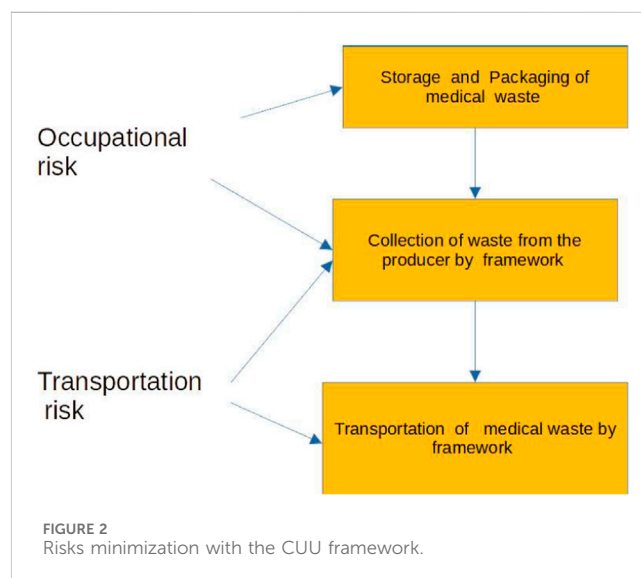 Storage and Packaging of
medical waste
Occupational
risk
Collection of waste from the
producer by framework
Transportation
risk
Transportation of medical waste by
framework
FIGURE 2
Risks minimization with the CUU framework.